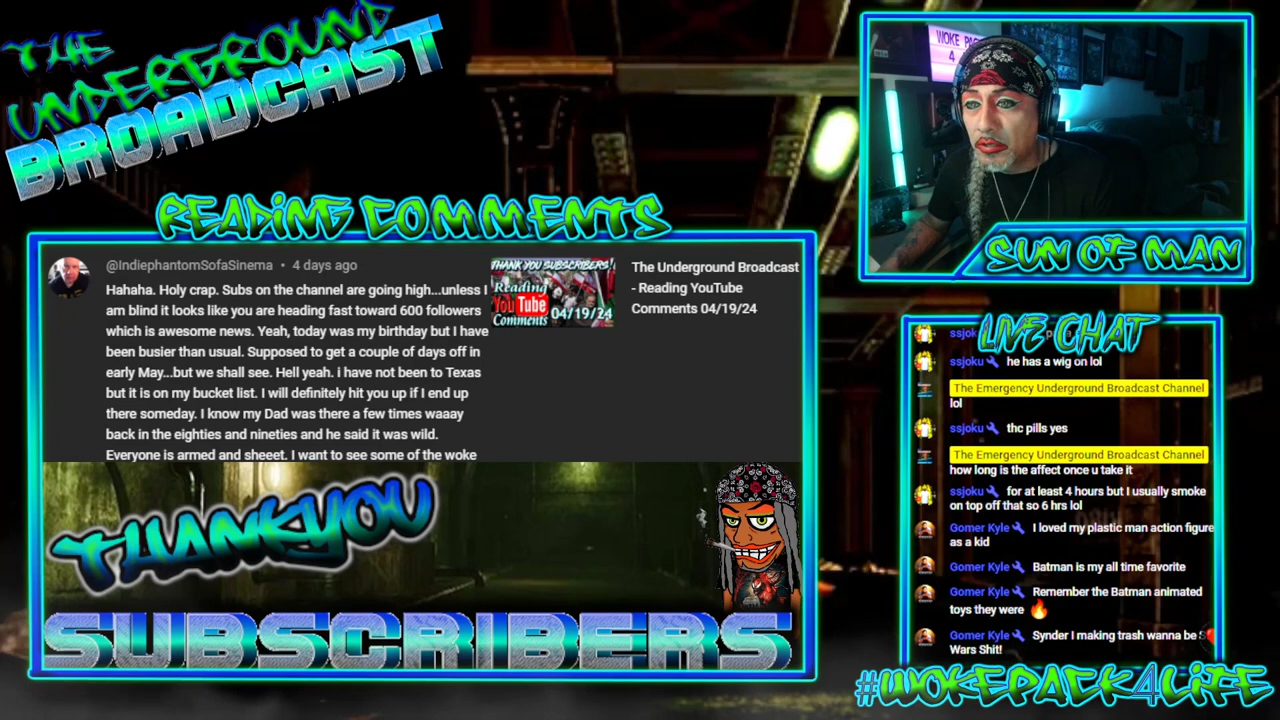 THE
UNDERGROUND
BROADCAST
WOKE PA
4
SUN OF MAN
READING COMMENTS
@IndiephantomSofaSinema • 4 days ago
Hahaha. Holy crap. Subs on the channel are going high...unless I
am blind it looks like you are heading fast toward 600 followers
which is awesome news. Yeah, today was my birthday but I have
been busier than usual. Supposed to get a couple of days off in
early May...but we shall see. Hell yeah. i have not been to Texas
but it is on my bucket list. I will definitely hit you up if I end up
there someday. I know my Dad was there a few times waaay
back in the eighties and nineties and he said it was wild.
Everyone is armed and sheeet. I want to see some of the woke
THANK YOU SUBSCRIBERS!
Reading
YouTube
Comments 04/19/24
The Underground Broadcast
- Reading YouTube
Comments 04/19/24
THANKYOU
SUBSCRIBERS
LIVE CHAT
ssjoku
ssjoku he has a wig on lol
The Emergency Underground Broadcast Channel
lol
ssjoku thc pills yes
The Emergency Underground Broadcast Channel
how long is the affect once u take it
ssjoku for at least 4 hours but I usually smoke
on top off that so 6 hrs lol
Gomer Kyle I loved my plastic man action figure
as a kid
Gomer Kyle Batman is my all time favorite
Gomer Kyle Remember the Batman animated
toys they were 🔥
Gomer Kyle Synder I making trash wanna be S
Wars Shit!
#WOKEPACK4LIFE